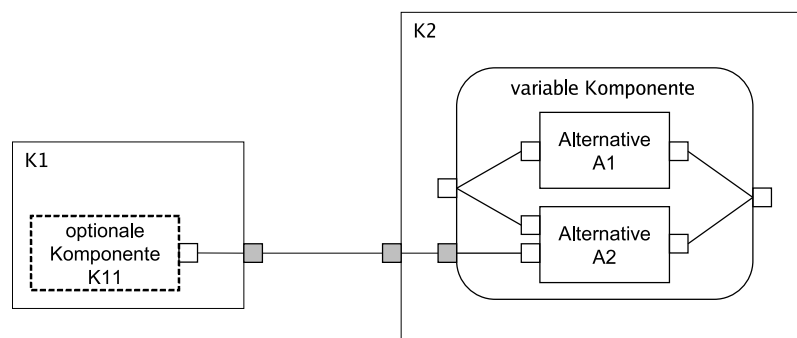 K2
variable Komponente
Alternative
A1
K1
optionale
Komponente
K11
Alternative
A2